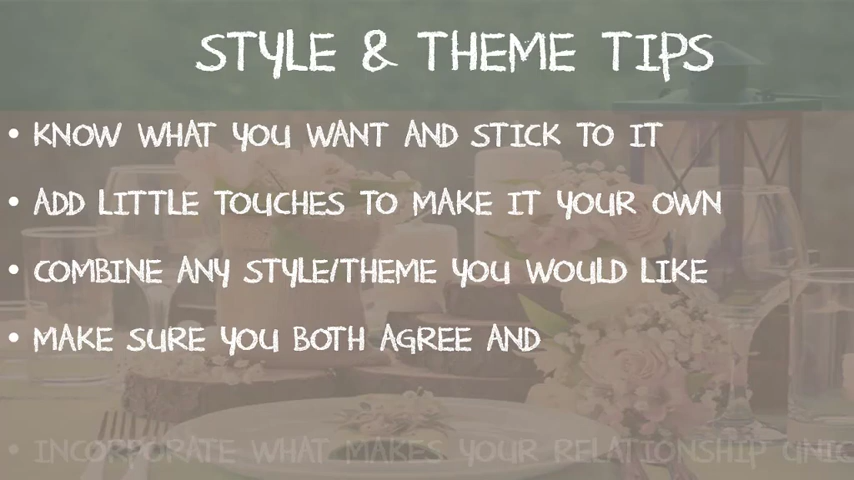 STYLE & THEME TIPS
• KNOW WHAT YOU WANT AND STICK TO IT
• ADD LITTLE TOUCHES TO MAKE IT YOUR OWN
• COMBINE ANY STYLE/THEME YOU WOULD LIKE
• MAKE SURE YOU BOTH AGREE AND
• INCORPORATE WHAT MAKES YOUR RELATIONSHIP